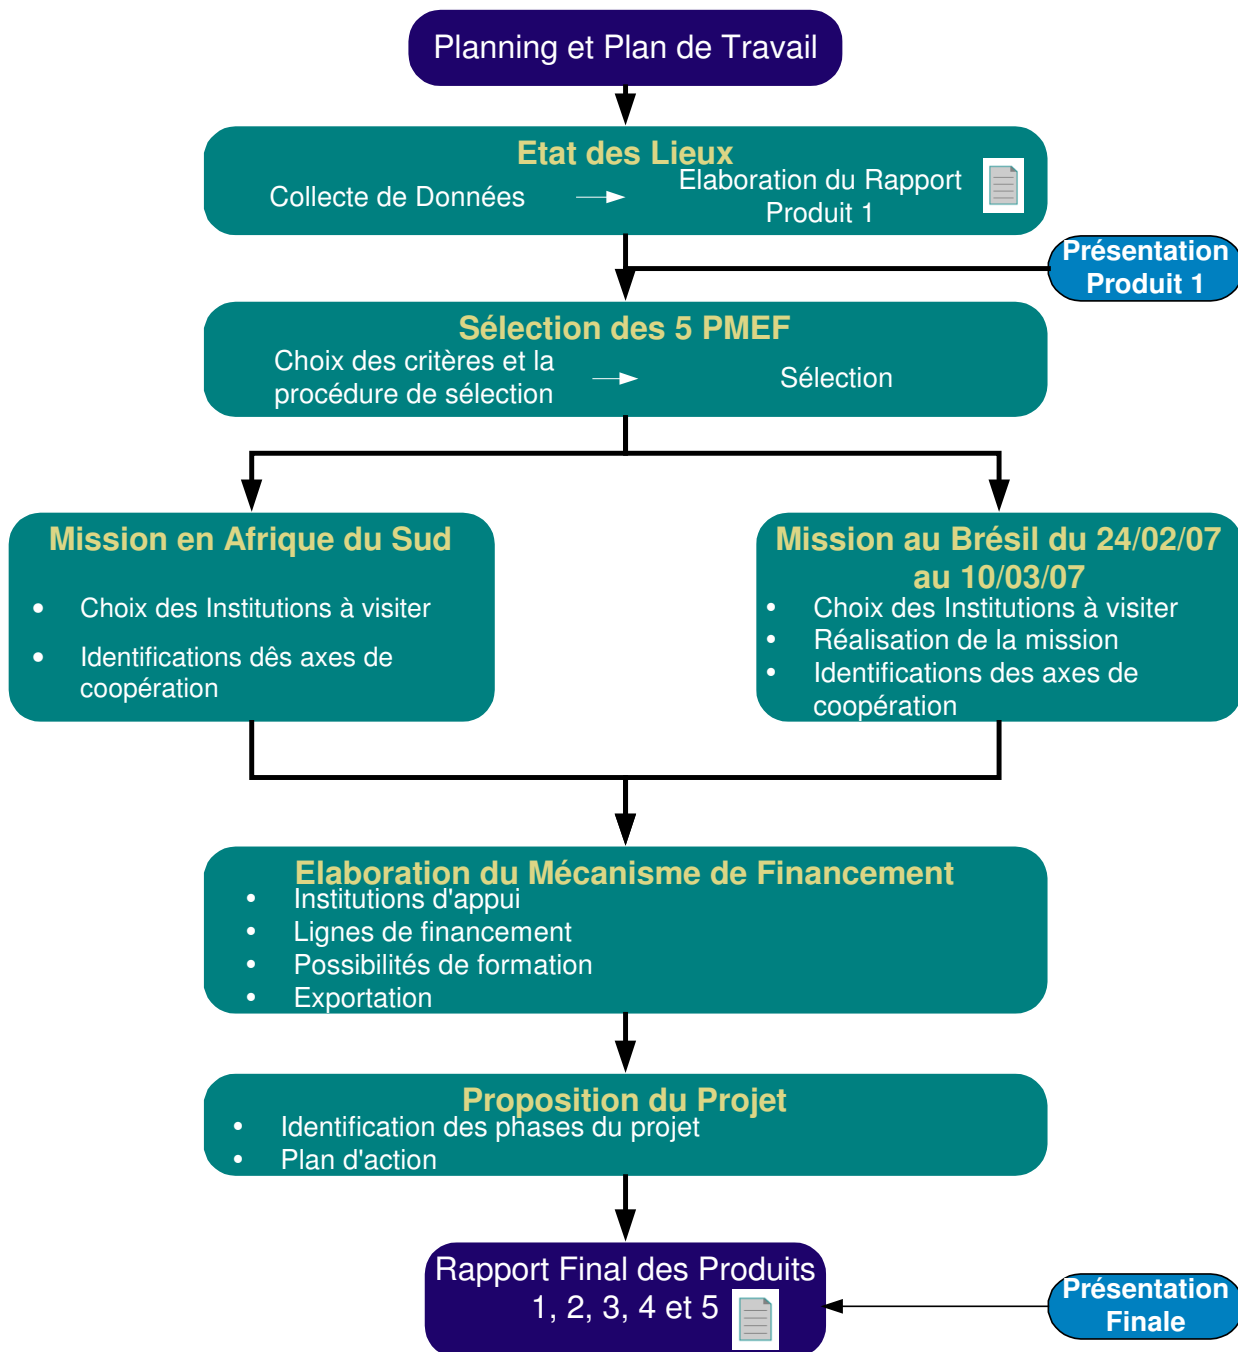 Planning et Plan de Travail
Etat des Lieux
Collecte de Données
Elaboration du Rapport
Produit 1
Présentation
Produit 1
Sélection des 5 PMEF
Choix des critères et la
procédure de sélection
Sélection
Mission en Afrique du Sud
• Choix des Institutions à visiter
• Identifications dês axes de
coopération
Mission au Brésil du 24/02/07
au 10/03/07
• Choix des Institutions à visiter
• Réalisation de la mission
• Identifications des axes de
coopération
Elaboration du Mécanisme de Financement
• Institutions d'appui
• Lignes de financement
• Possibilités de formation
• Exportation
Proposition du Projet
• Identification des phases du projet
• Plan d'action
Rapport Final des Produits
1, 2, 3, 4 et 5
Présentation
Finale